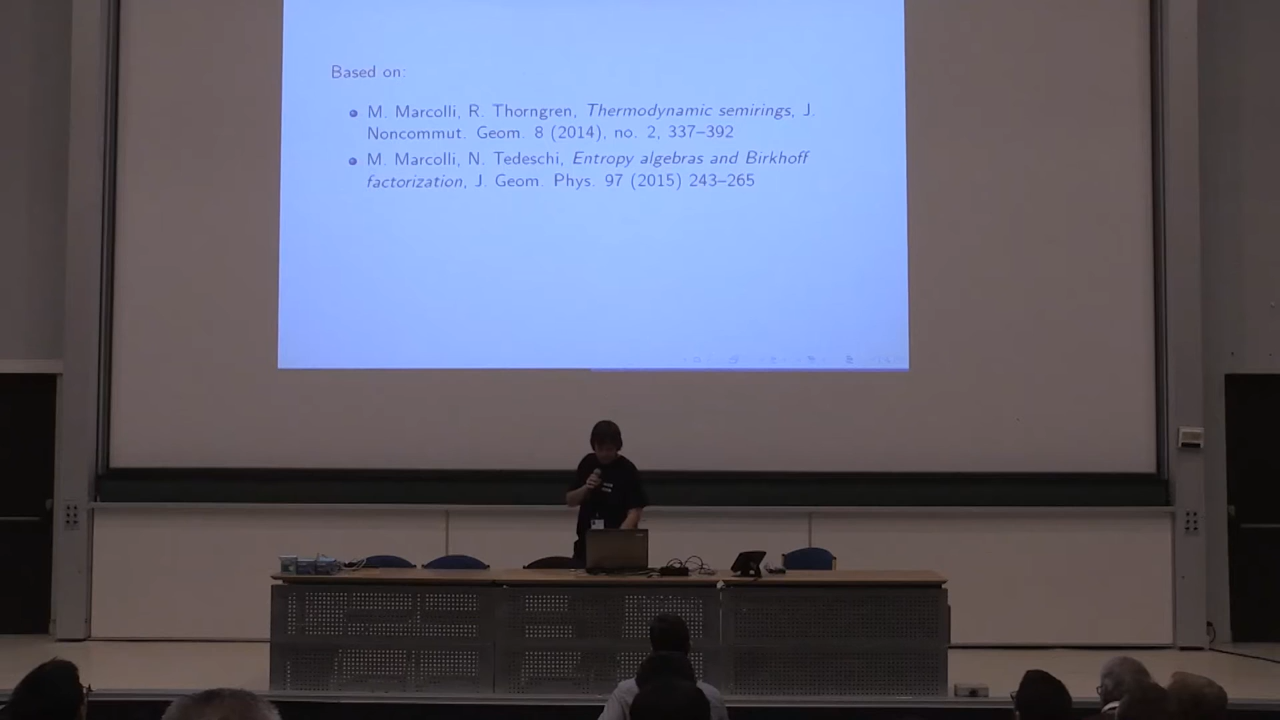 Based on:
M. Marcolli, R. Thorngren, Thermodynamic semirings, J.
Noncommut. Geom. 8 (2014), no. 2, 337–392
M. Marcolli, N. Tedeschi, Entropy algebras and Birkhoff
factorization, J. Geom. Phys. 97 (2015) 243–265